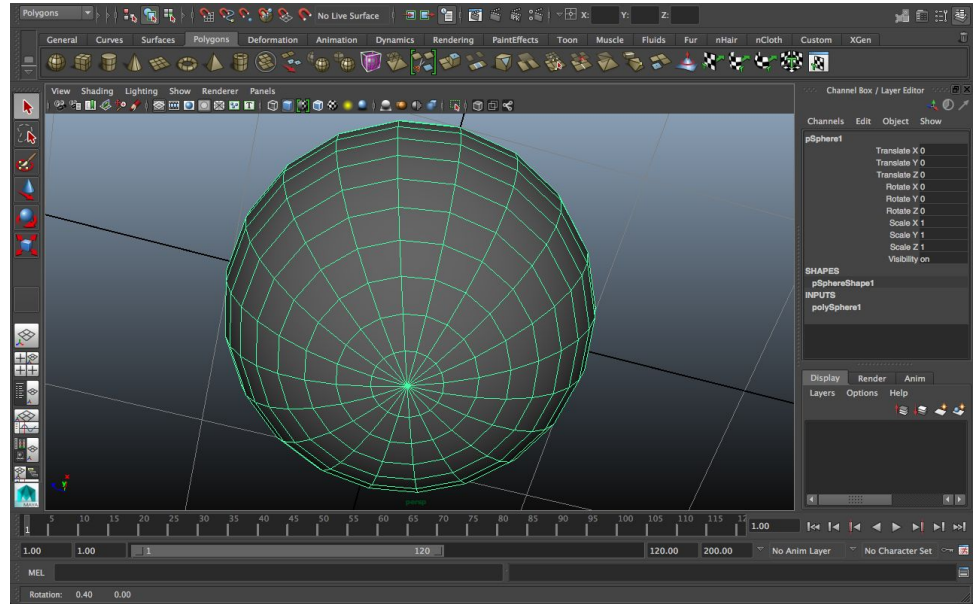 Polygons No Live Surface X: Y: Z:
General Curves Surfaces Polygons Deformation Animation Dynamics Rendering PaintEffects Toon Muscle Fluids Fur nHair nCloth Custom XGen
View Shading Lighting Show Renderer Panels
Channel Box / Layer Editor
Channels Edit Object Show
pSphere1
Translate X 0
Translate Y 0
Translate Z 0
Rotate X 0
Rotate Y 0
Rotate Z 0
Scale X 1
Scale Y 1
Scale Z 1
Visibility on
SHAPES
pSphereShape1
INPUTS
polySphere1
Display Render Anim
Layers Options Help
persp
Y
MAYA
1 5 10 15 20 25 30 35 40 45 50 55 60 65 70 75 80 85 90 95 100 105 110 115 12 1.00
1.00 1.00 1 120 120.00 200.00 No Anim Layer No Character Set
MEL
Rotation: 0.40 0.00